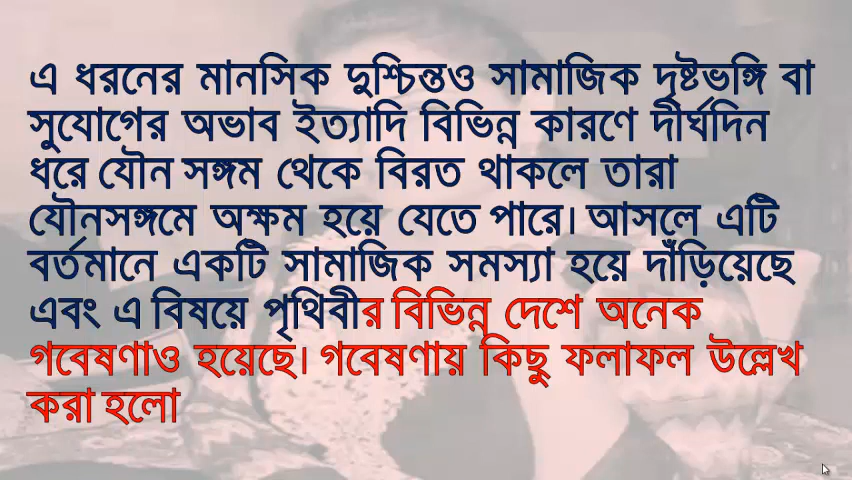 এ ধরনের মানসিক দুশ্চিন্তও সামাজিক দৃষ্টভঙ্গি বা
সুযোগের অভাব ইত্যাদি বিভিন্ন কারণে দীর্ঘদিন
ধরে যৌন সঙ্গম থেকে বিরত থাকলে তারা
যৌনসঙ্গমে অক্ষম হয়ে যেতে পারে। আসলে এটি
বর্তমানে একটি সামাজিক সমস্যা হয়ে দাঁড়িয়েছে
এবং এ বিষয়ে পৃথিবীর বিভিন্ন দেশে অনেক
গবেষণাও হয়েছে। গবেষণায় কিছু ফলাফল উল্লেখ
করা হলো